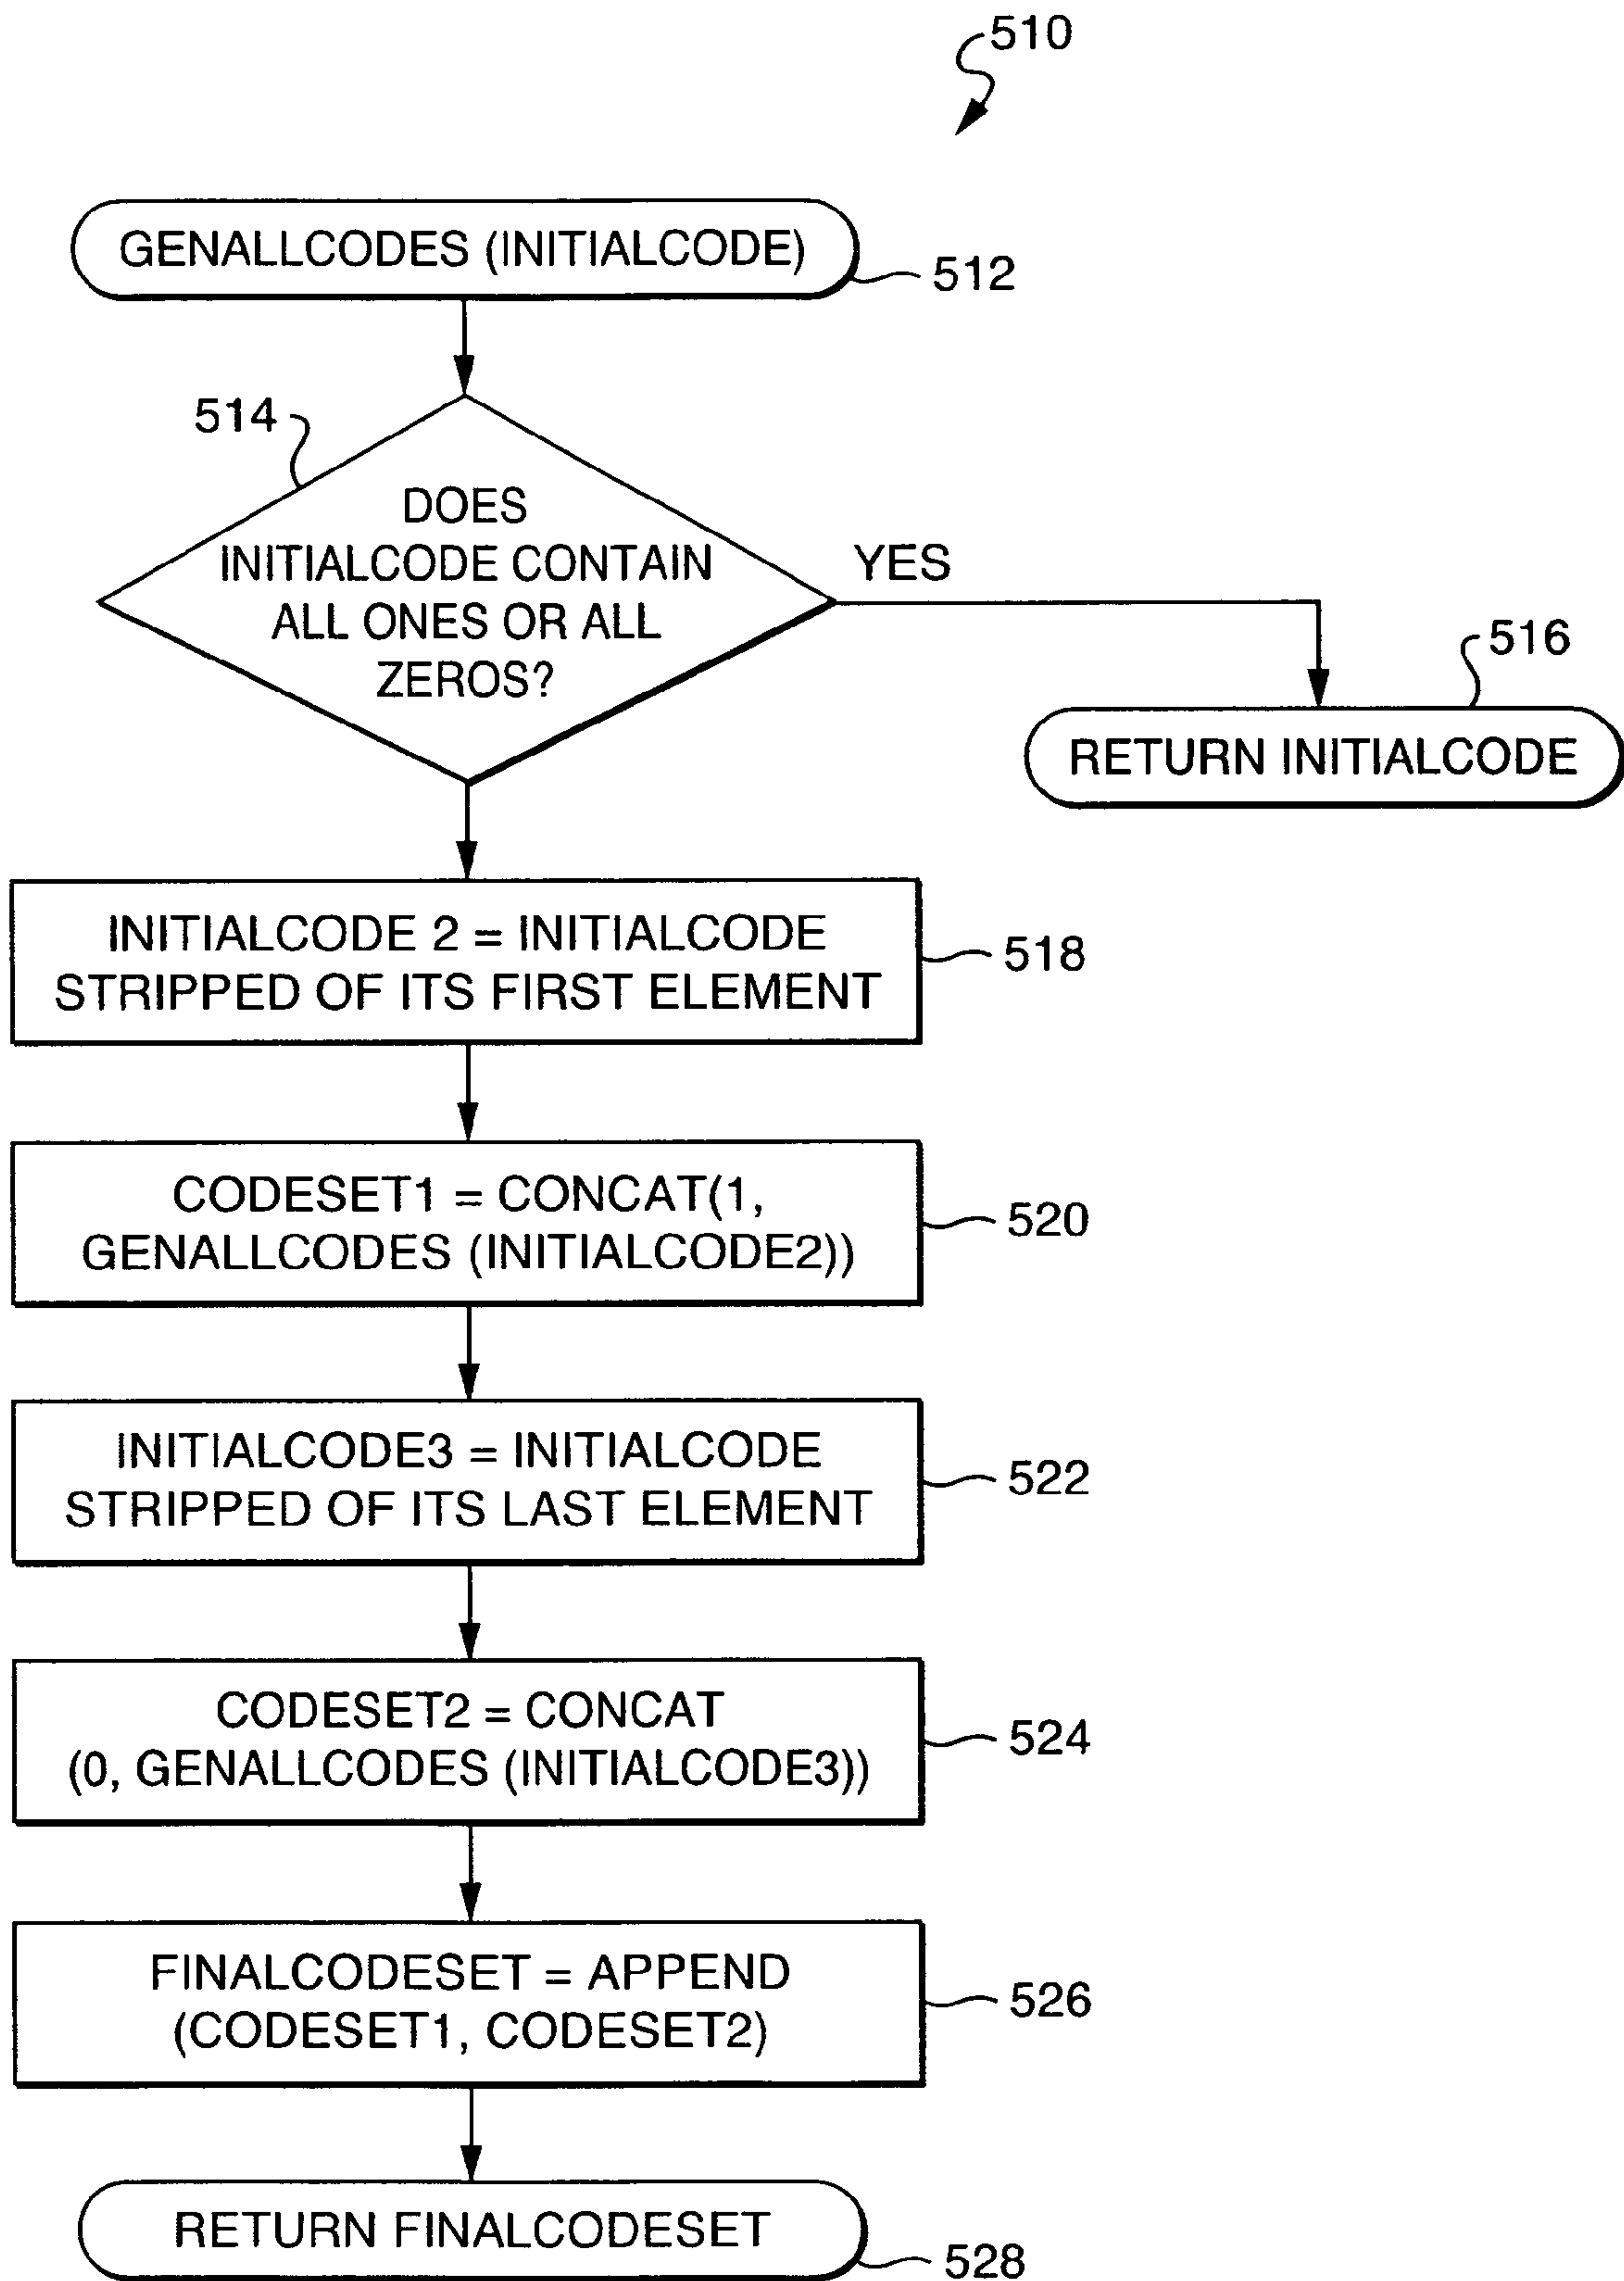 510
GENALLCODES (INITIALCODE)
512
514
DOES
INITIALCODE CONTAIN
ALL ONES OR ALL
ZEROS?
YES
516
RETURN INITIALCODE
INITIALCODE 2 = INITIALCODE
STRIPPED OF ITS FIRST ELEMENT
518
CODESET1 = CONCAT(1,
GENALLCODES (INITIALCODE2))
520
INITIALCODE3 = INITIALCODE
STRIPPED OF ITS LAST ELEMENT
522
CODESET2 = CONCAT
(0, GENALLCODES (INITIALCODE3))
524
FINALCODESET = APPEND
(CODESET1, CODESET2)
526
RETURN FINALCODESET
528